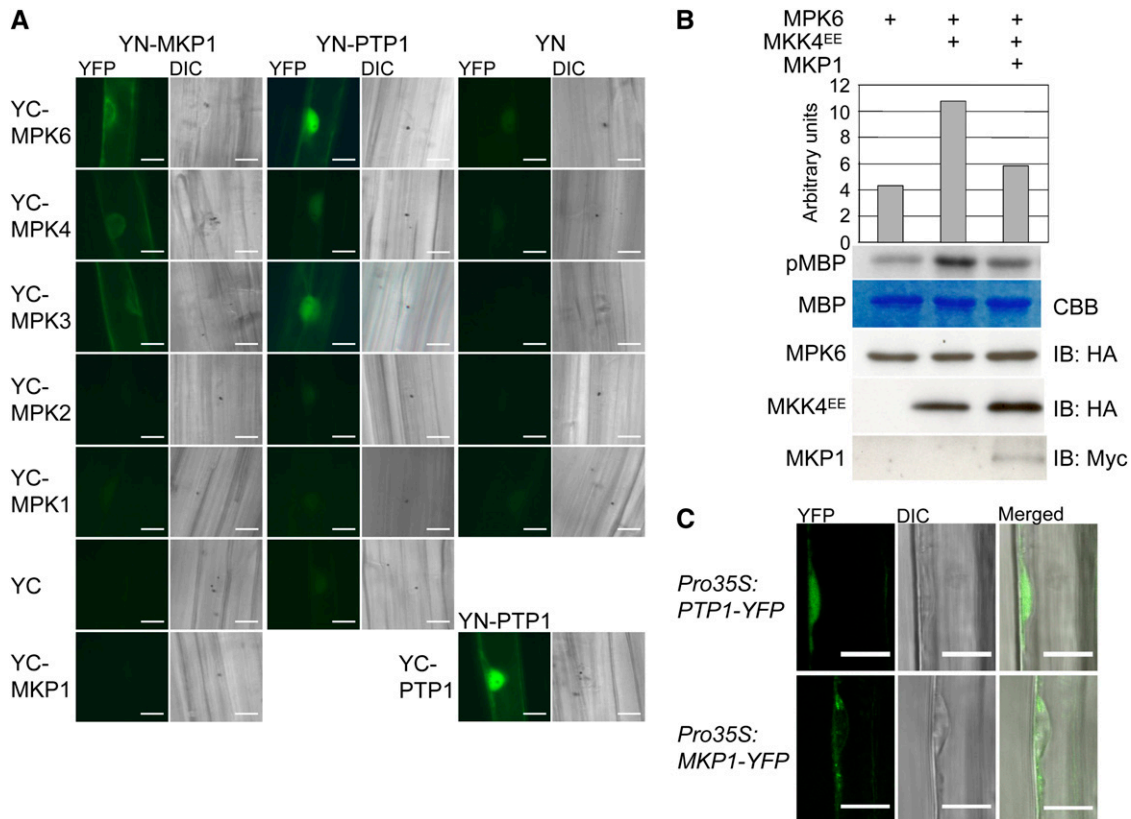 A
YN-MKP1 YN-PTP1 YN
YFP DIC YFP DIC YFP DIC
YC-
MPK6
YC-
MPK4
YC-
MPK3
YC-
MPK2
YC-
MPK1
YC
YC-
MKP1
YN-PTP1
YC-
PTP1
B
MPK6 + + +
MKK4EE + +
MKP1 +
Arbitrary units
12
10
8
6
4
2
0
pMBP
MBP CBB
MPK6 IB: HA
MKK4EE IB: HA
MKP1 IB: Myc
C
YFP DIC Merged
Pro35S:
PTP1-YFP
Pro35S:
MKP1-YFP